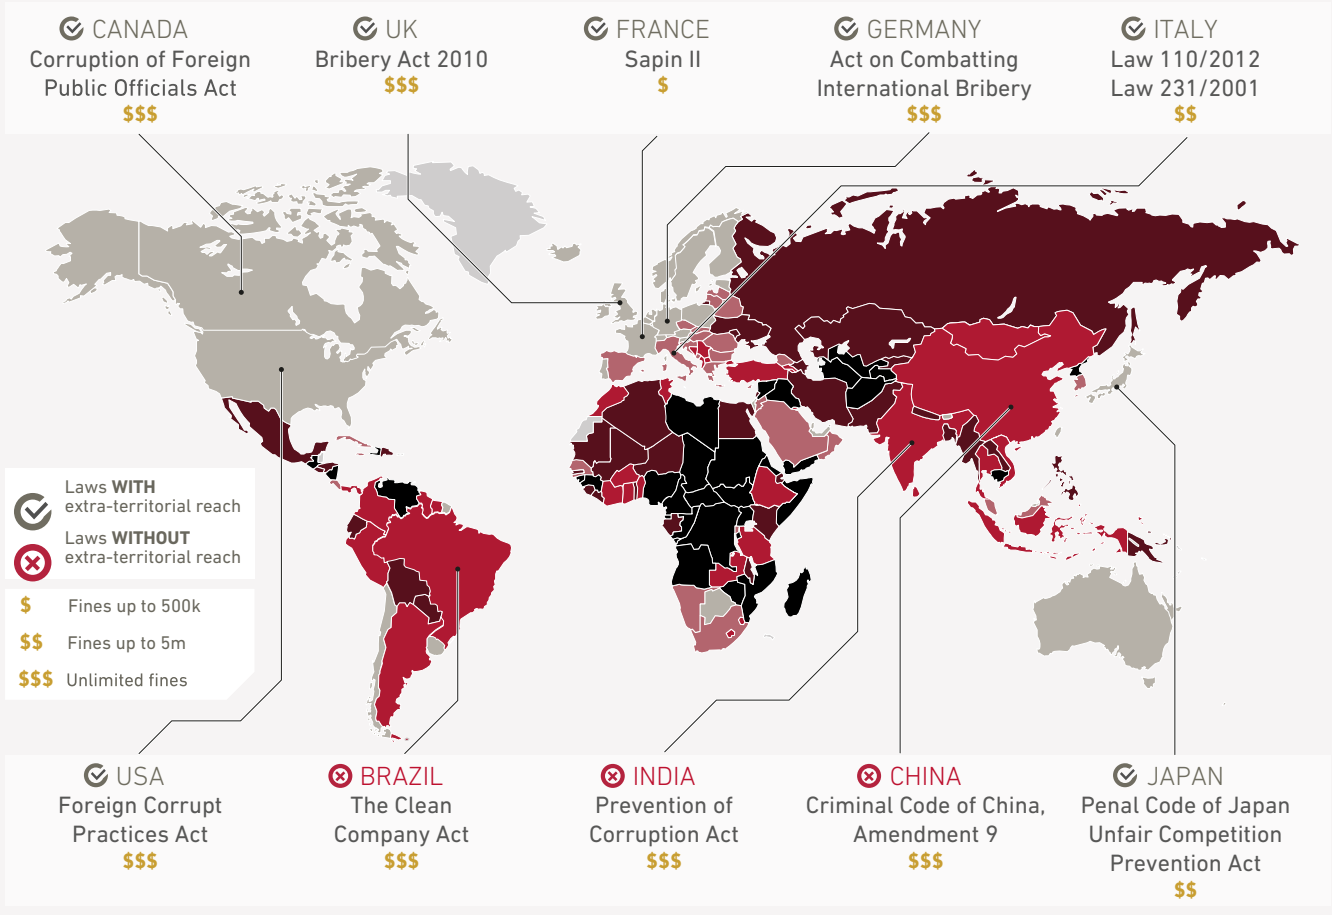 CANADA
Corruption of Foreign
Public Officials Act
$$$
UK
Bribery Act 2010
$$$
FRANCE
Sapin II
$
GERMANY
Act on Combatting
International Bribery
$$$
ITALY
Law 110/2012
Law 231/2001
$$
Laws WITH
extra-territorial reach
Laws WITHOUT
extra-territorial reach
$ Fines up to 500k
$$ Fines up to 5m
$$$ Unlimited fines
USA
Foreign Corrupt
Practices Act
$$$
BRAZIL
The Clean
Company Act
$$$
INDIA
Prevention of
Corruption Act
$$$
CHINA
Criminal Code of China,
Amendment 9
$$$
JAPAN
Penal Code of Japan
Unfair Competition
Prevention Act
$$